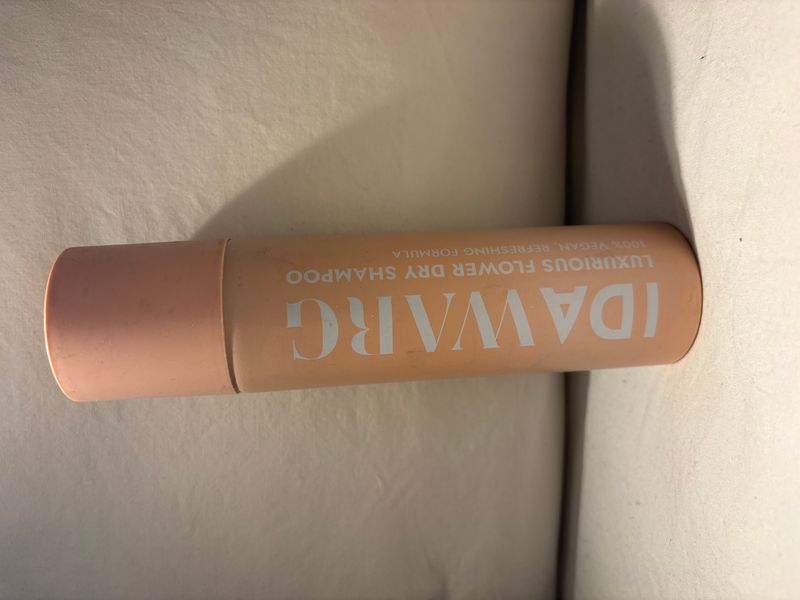 IDA WARG
LUXURIOUS FLOWER DRY SHAMPOO
100% VEGAN, REFRESHING FORMULA